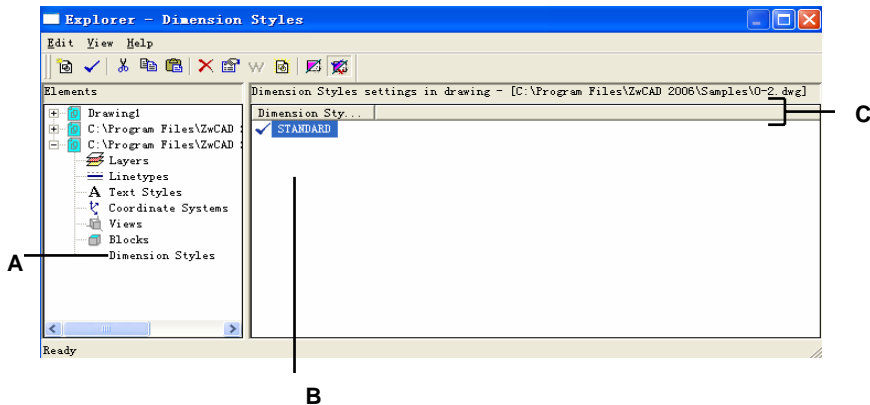 Explorer - Dimension Styles
Edit View Help
Elements
Dimension Styles settings in drawing - [C:\Program Files\ZwCAD 2006\Samples\0-2.dwg]
Drawing1
C:\Program Files\ZwCAD
C:\Program Files\ZwCAD
Layers
Linetypes
A Text Styles
Coordinate Systems
Views
Blocks
Dimension Styles
Dimension Sty...
STANDARD
Ready
A
B
C